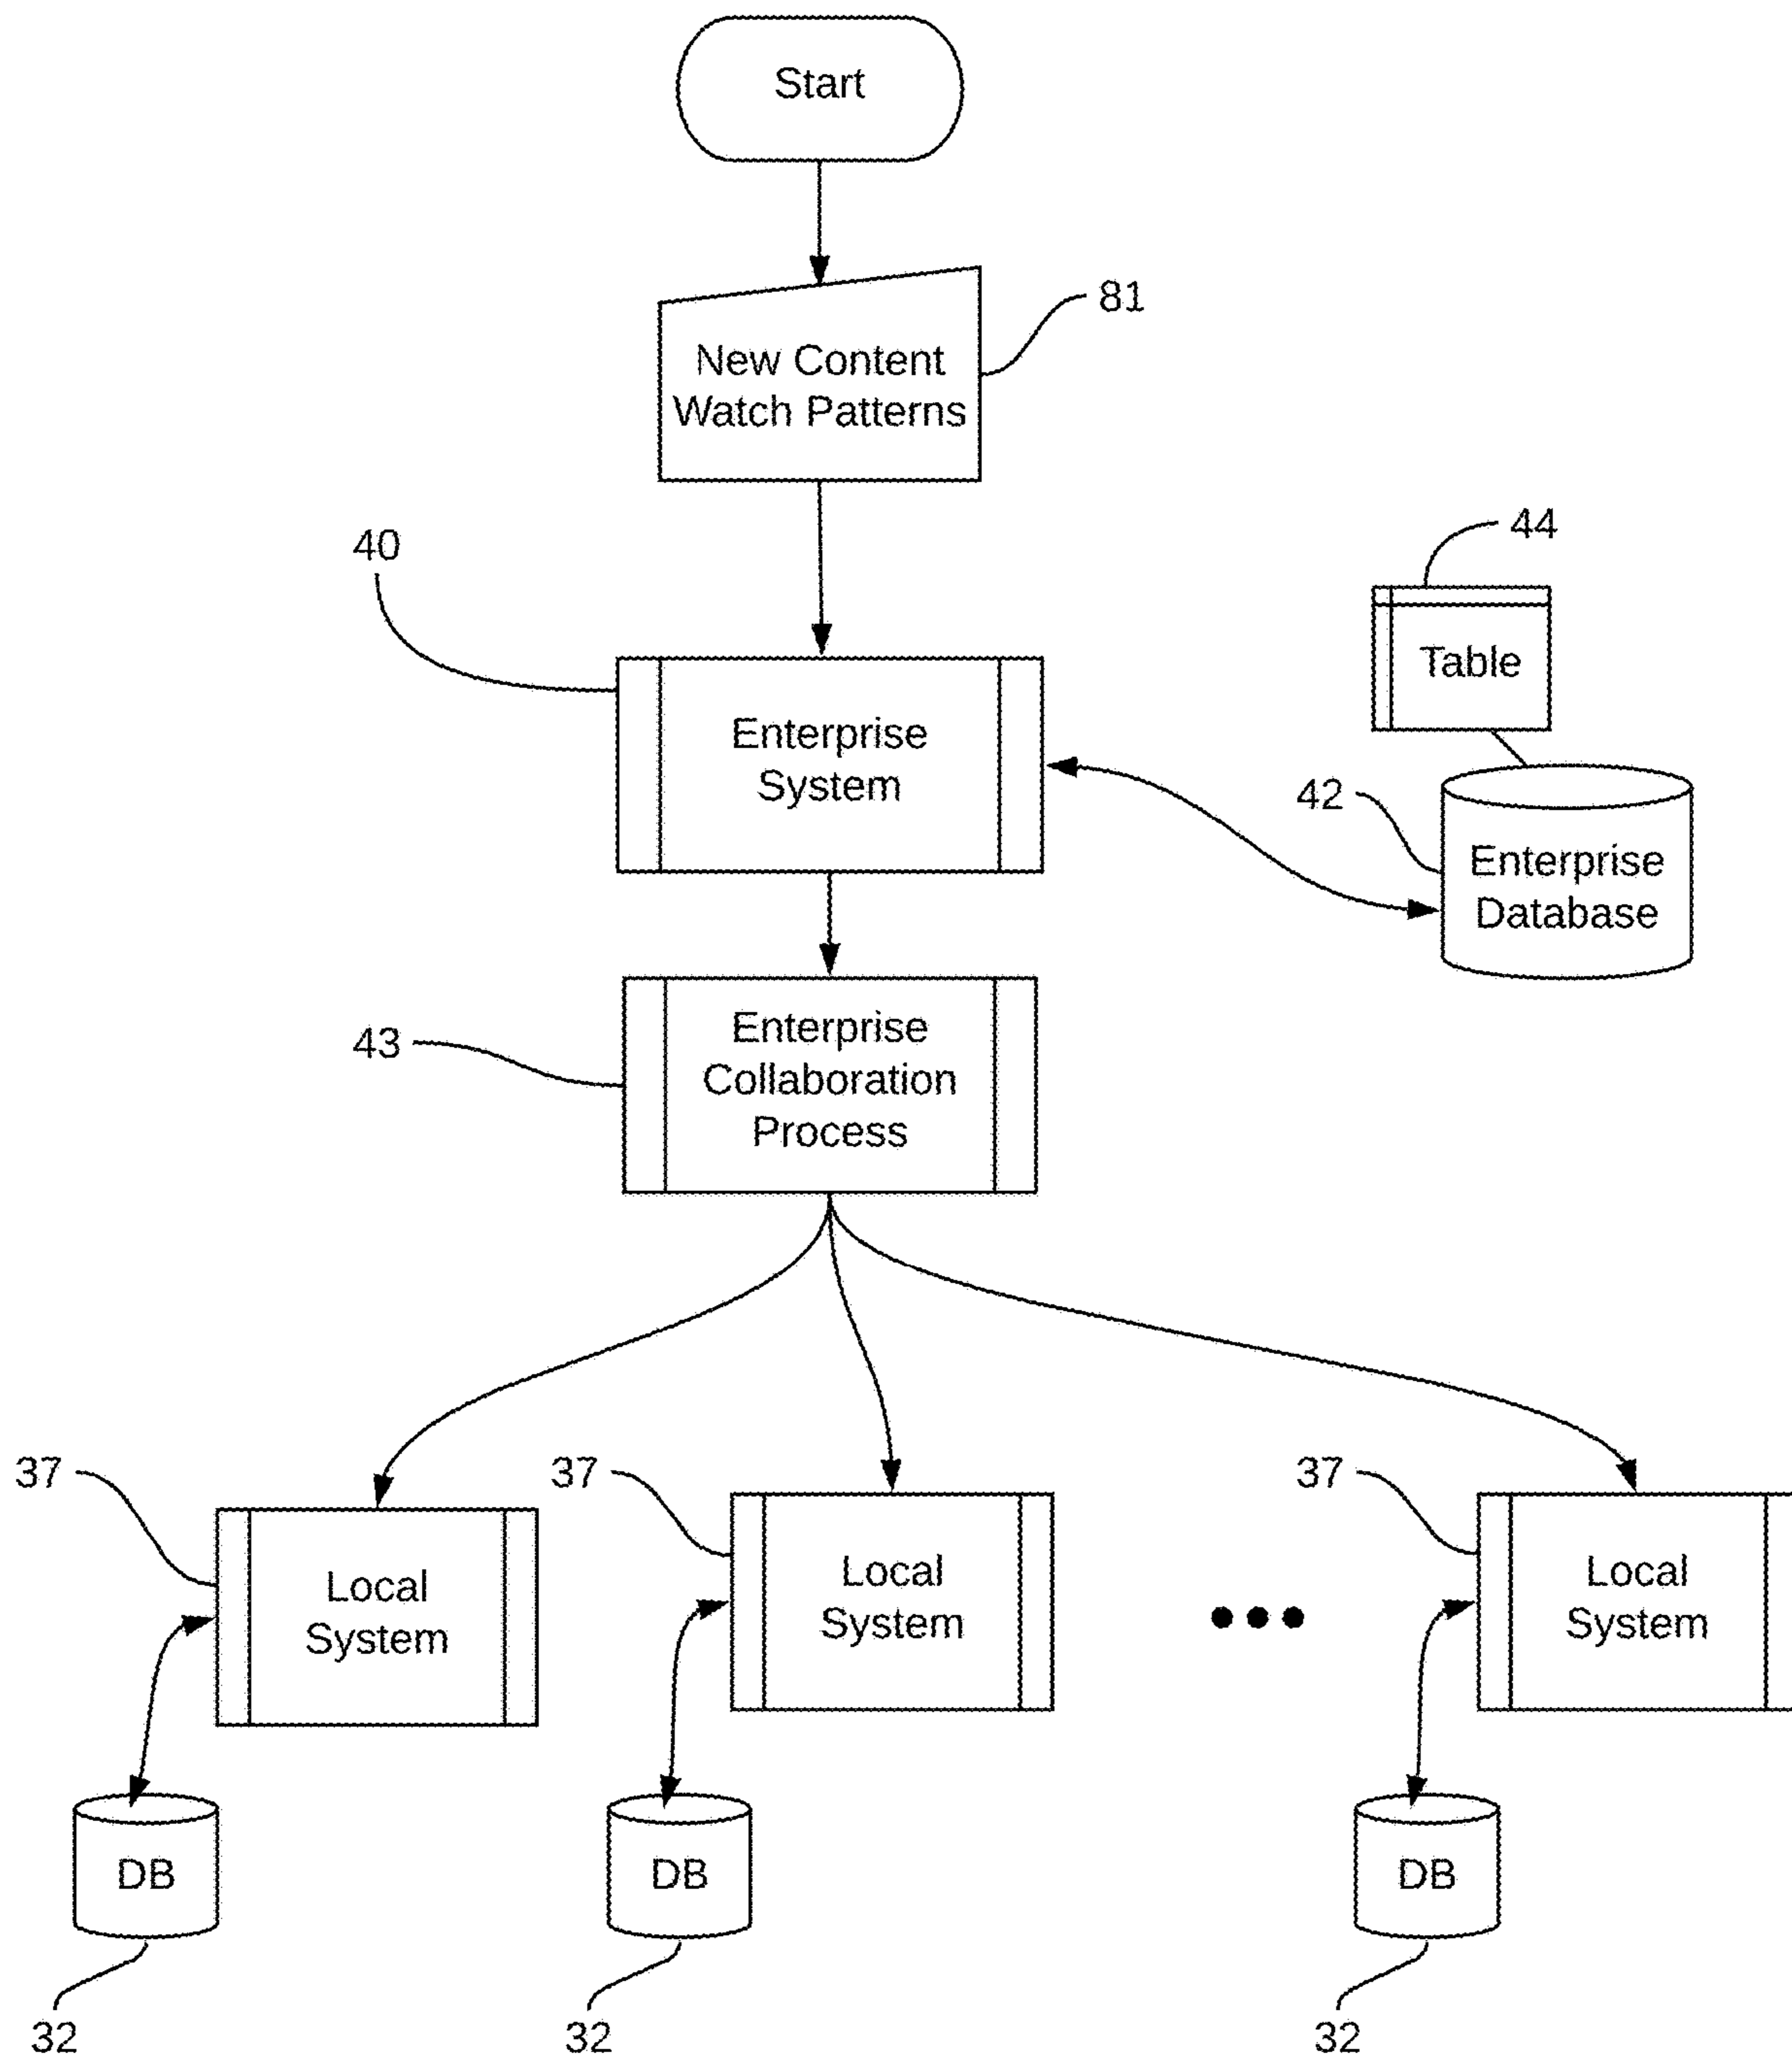 Start
81
New Content
Watch Patterns
40
44
Table
Enterprise
System
42
Enterprise
Database
43
Enterprise
Collaboration
Process
37
37
37
Local
System
Local
System
Local
System
DB
DB
DB
32
32
32